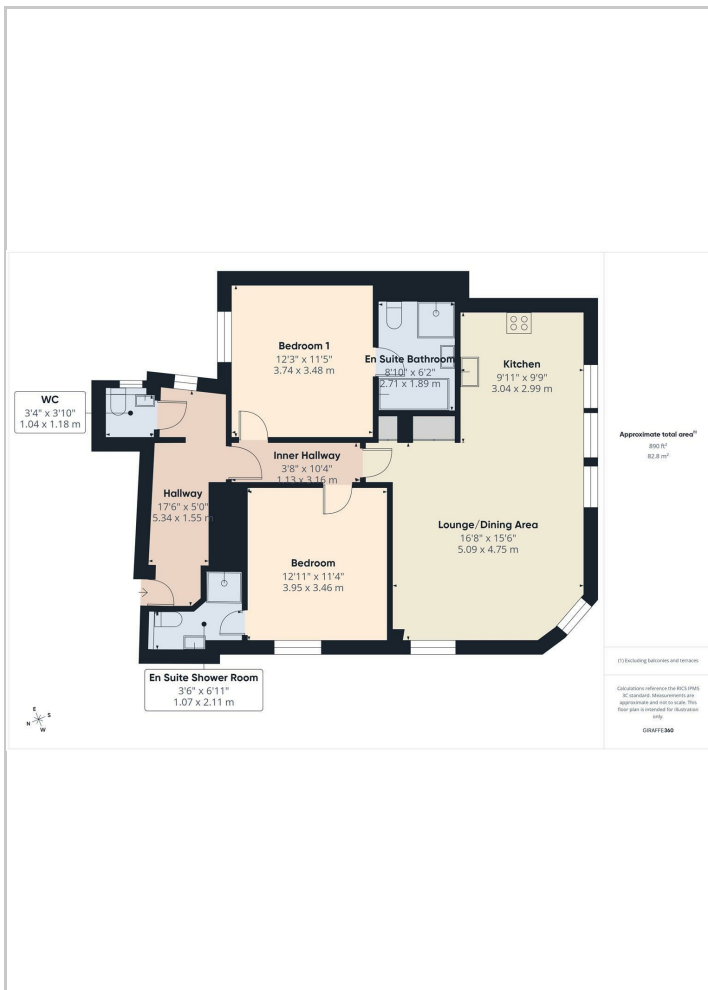 Bedroom 1
12'3" x 11'5"
3.74 x 3.48 m
En Suite Bathroom
8'10" x 6'2"
2.71 x 1.89 m
Kitchen
9'11" x 9'9"
3.04 x 2.99 m
WC
3'4" x 3'10"
1.04 x 1.18 m
Inner Hallway
3'8" x 10'4"
1.13 x 3.16 m
Hallway
17'6" x 5'0"
5.34 x 1.55 m
Lounge/Dining Area
16'8" x 15'6"
5.09 x 4.75 m
Bedroom
12'11" x 11'4"
3.95 x 3.46 m
En Suite Shower Room
3'6" x 6'11"
1.07 x 2.11 m
E
S
N
W
Approximate total area(1)
890 ft²
82.8 m²
(1) Excluding balconies and terraces
Calculations reference the RICS IPMS
3C standard. Measurements are
approximate and not to scale. This
floor plan is intended for illustration
only.
GIRAFFE360